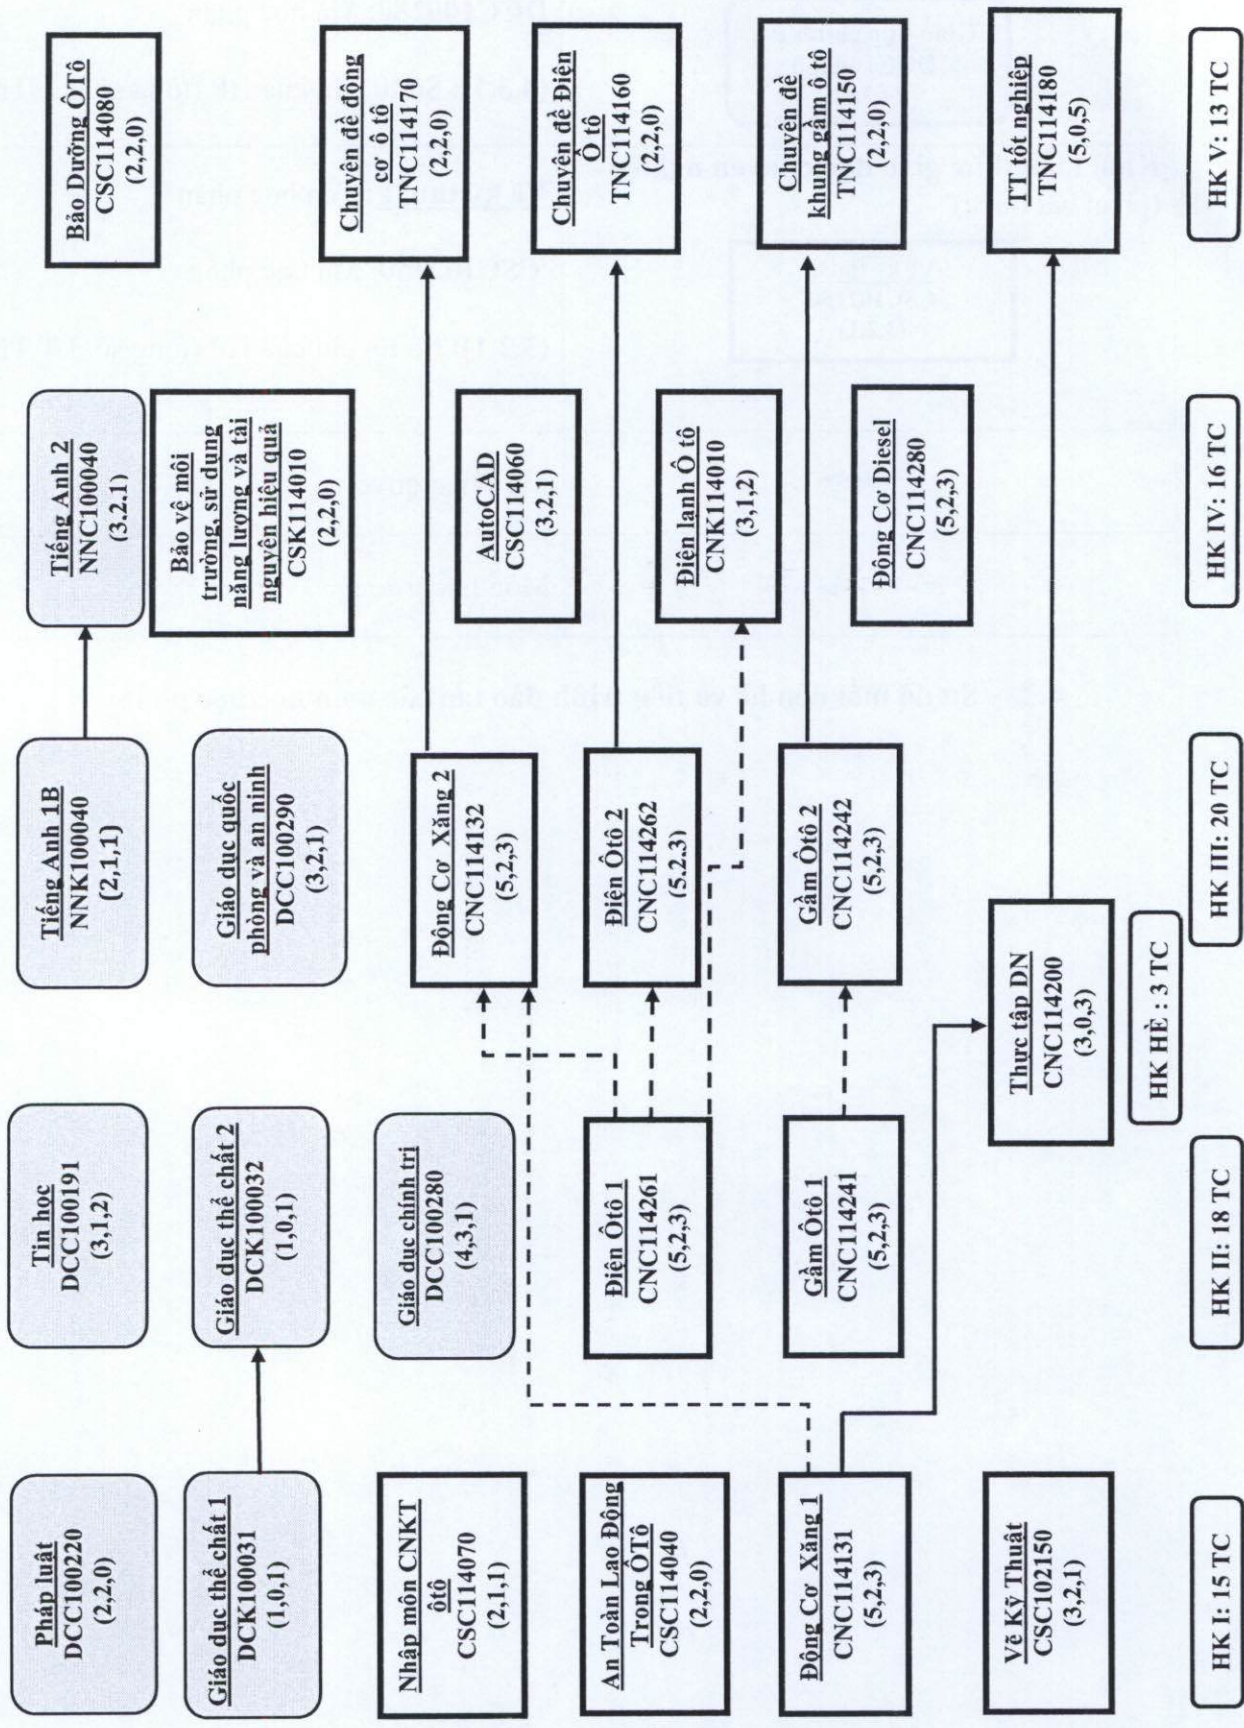 Pháp luật
DCC100220
(2,2,0)
Giáo dục thể chất 1
DCK100031
(1,0,1)
Nhập môn CNKT
ôtô
CSC114070
(2,1,1)
An Toàn Lao Động
Trong ÔTô
CSC114040
(2,2,0)
Động Cơ Xăng 1
CNC114131
(5,2,3)
Vẽ Kỹ Thuật
CSC102150
(3,2,1)
HK I: 15 TC
Tin học
DCC100191
(3,1,2)
Giáo dục thể chất 2
DCK100032
(1,0,1)
Giáo dục chính trị
DCC100280
(4,3,1)
Điện Ôtô 1
CNC114261
(5,2,3)
Gầm Ôtô 1
CNC114241
(5,2,3)
HK II: 18 TC
Thực tập DN
CNC114200
(3,0,3)
HK HÈ : 3 TC
Tiếng Anh 1B
NNK100040
(2,1,1]
Giáo dục quốc
phòng và an ninh
DCC100290
(3,2,1)
Động Cơ Xăng 2
CNC114132
(5,2,3)
Điện Ôtô 2
CNC114262
(5.2.3)
Gầm Ôtô 2
CNC114242
(5,2,3)
HK III: 20 TC
Tiếng Anh 2
NNC100040
(3.2.1)
Bảo vệ môi
trường, sử dụng
năng lượng và tài
nguyên hiệu quả
CSK114010
(2,2,0)
AutoCAD
CSC114060
(3,2,1)
Điện lạnh Ô tô
CNK114010
(3,1,2)
Động Cơ Diesel
CNC114280
(5,2,3)
HK IV: 16 TC
Bảo Dưỡng ÔTô
CSC114080
(2,2,0)
Chuyên đề động
cơ ô tô
TNC114170
(2,2,0)
Chuyên đề Điện
Ô tô
TNC114160
(2,2,0)
Chuyên đề
khung gầm ô tô
TNC114150
(2,2,0)
TT tốt nghiệp
TNC114180
(5,0,5)
HK V: 13 TC